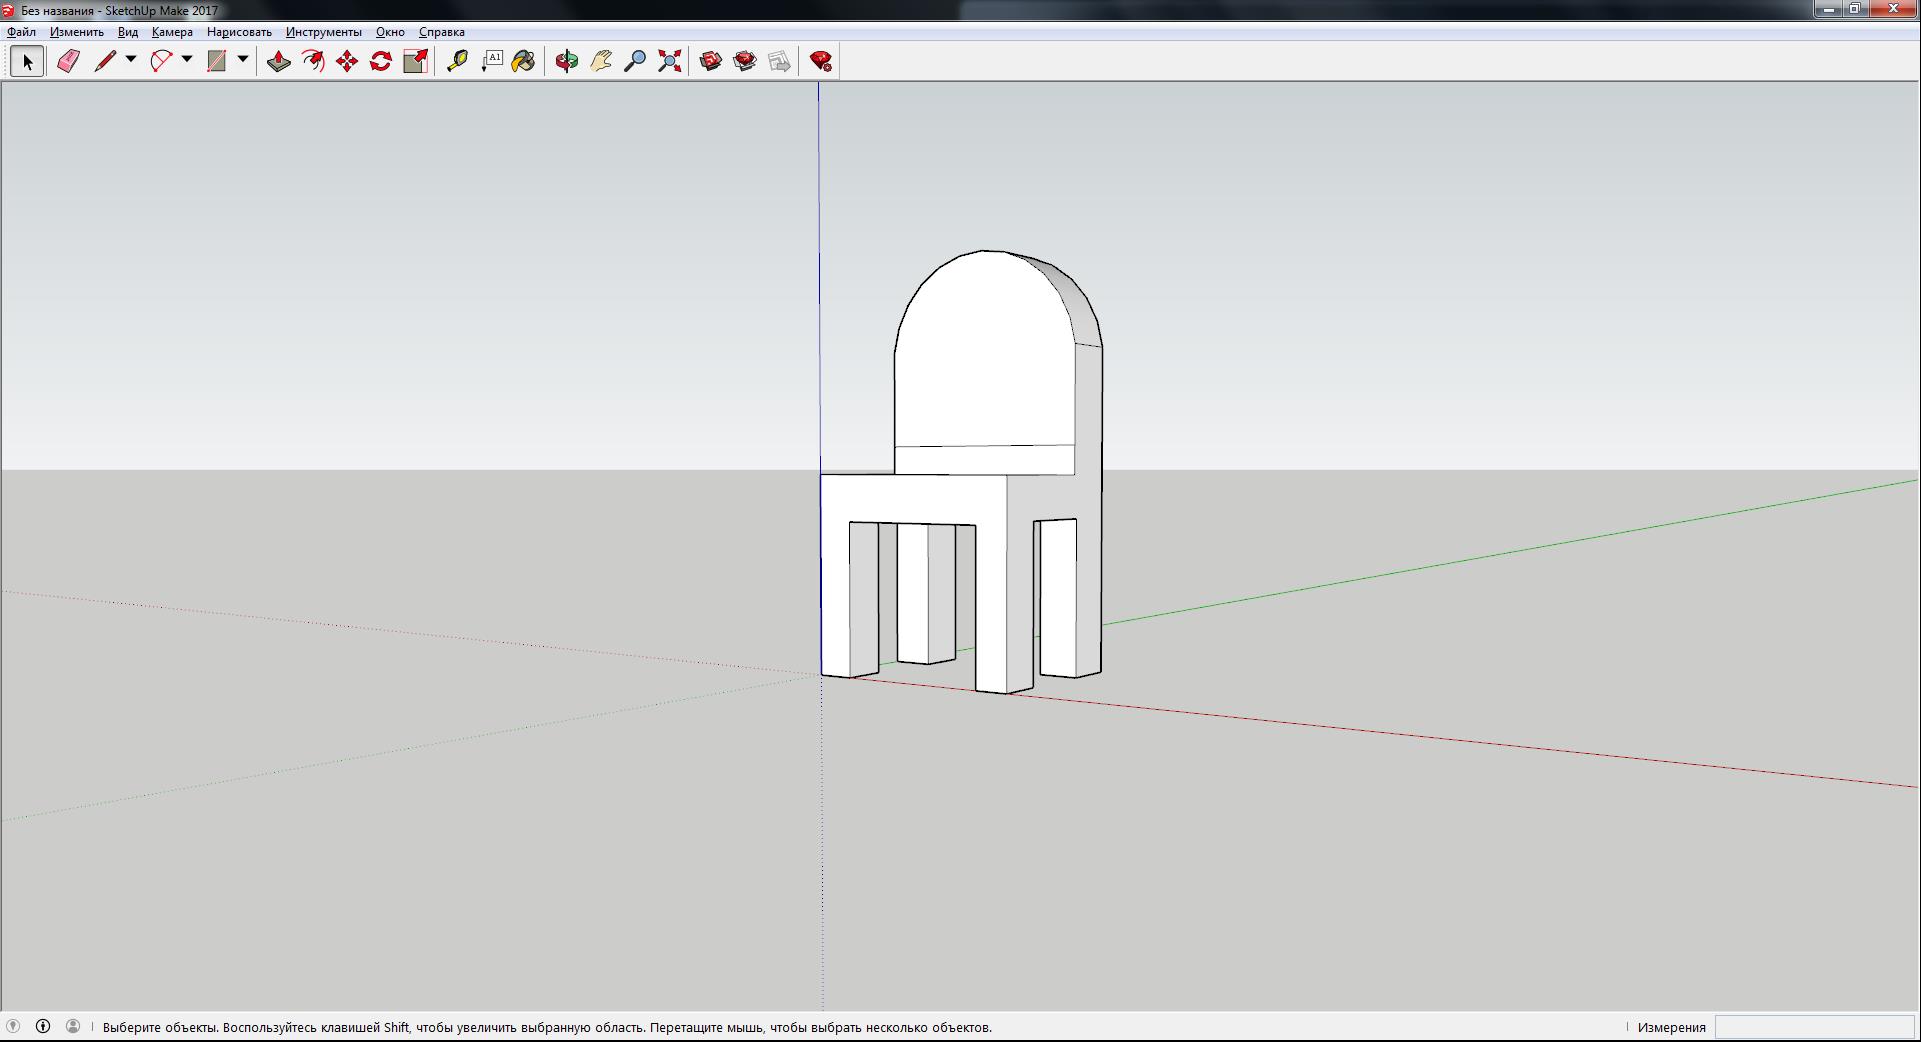 Без названия - SketchUp Make 2017
Файл Изменить Вид Камера Нарисовать Инструменты Окно Справка
A1
Выберите объекты. Воспользуйтесь клавишей Shift, чтобы увеличить выбранную область. Перетащите мышь, чтобы выбрать несколько объектов.
Измерения